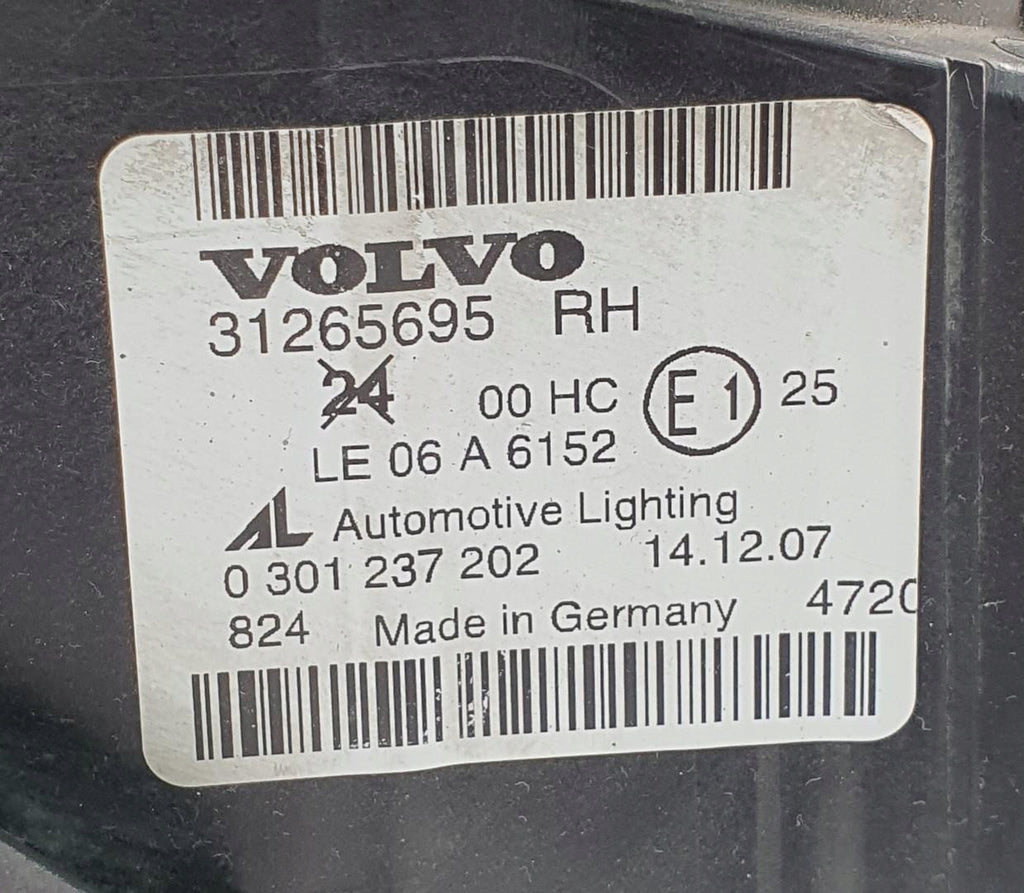 VOLVO
31265695 RH
24 00 HC E1 25
LE 06 A 6152
AL Automotive Lighting
0 301 237 202 14.12.07
824 Made in Germany 4720